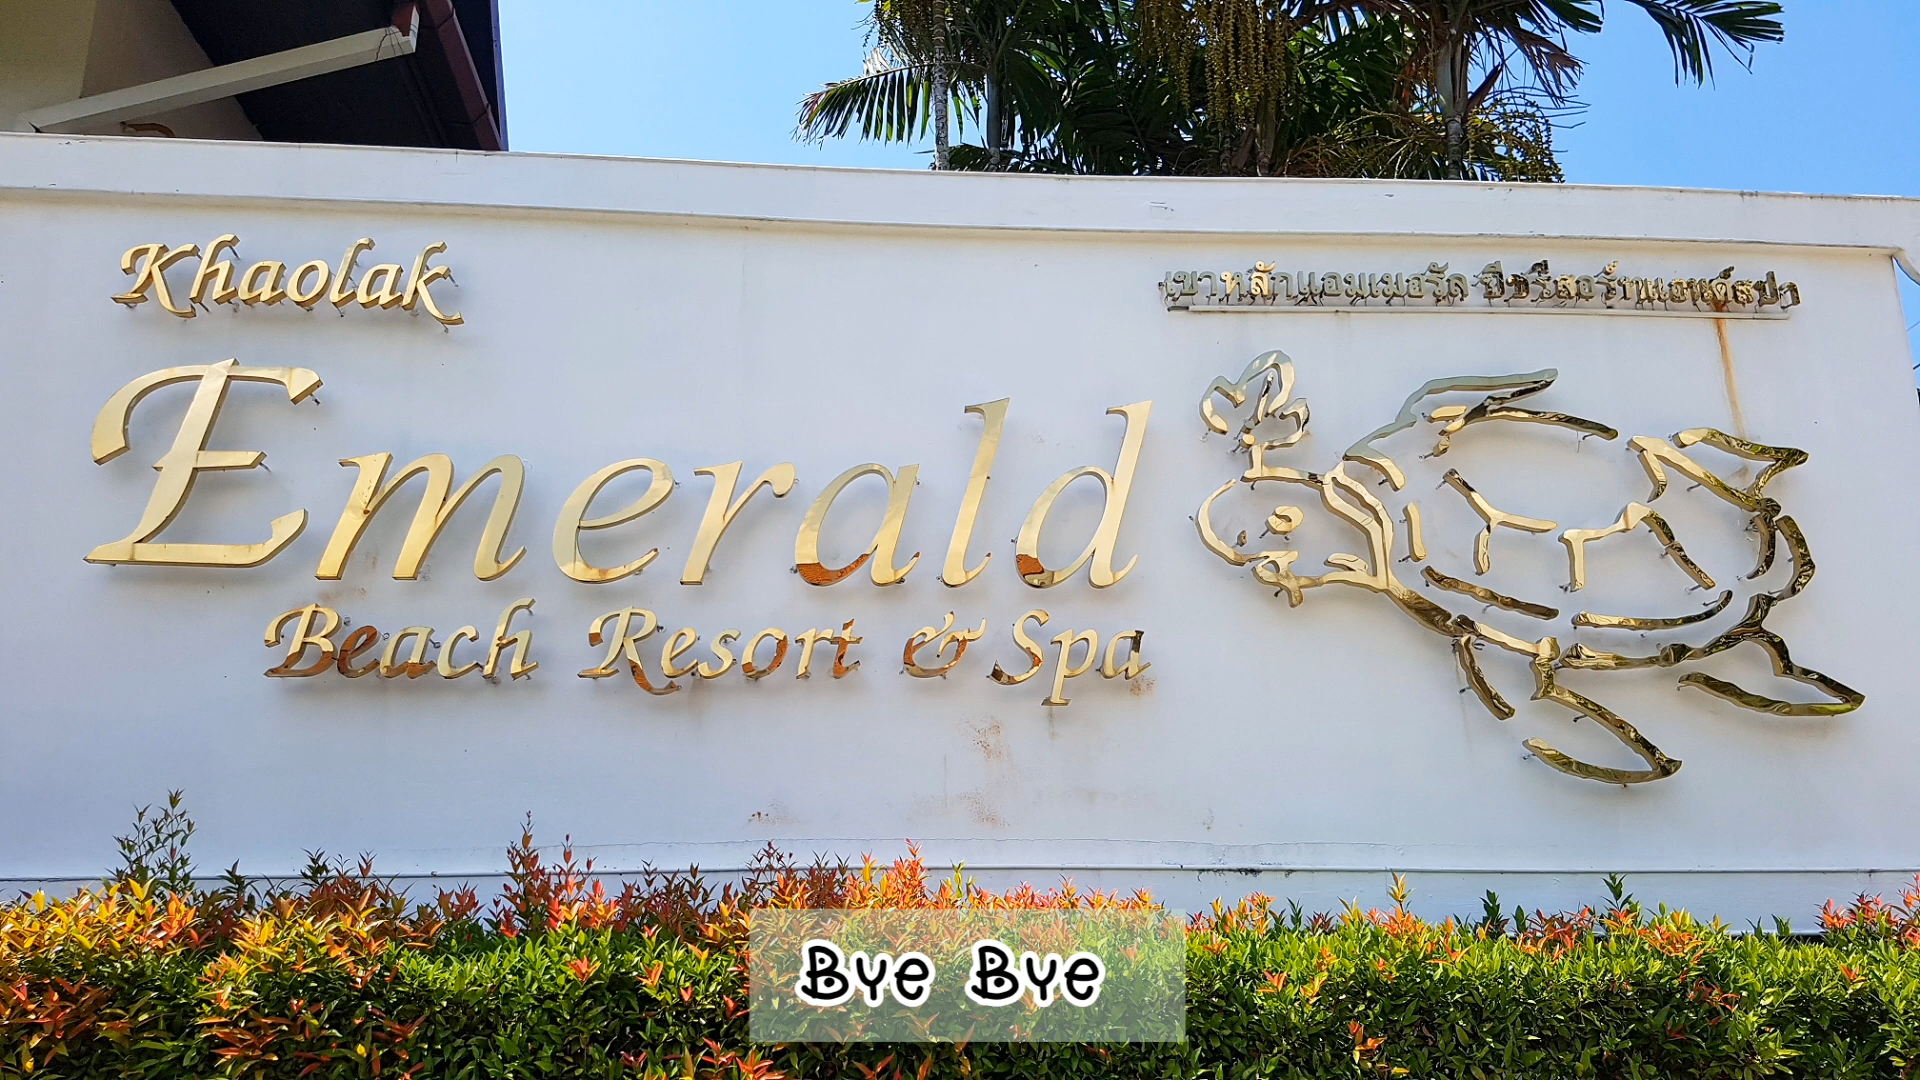 Khaolak
เขาหลักแอมเมอรัล บีชรีสอร์ทแอนด์สปา
Emerald
Beach Resort & Spa
Bye Bye